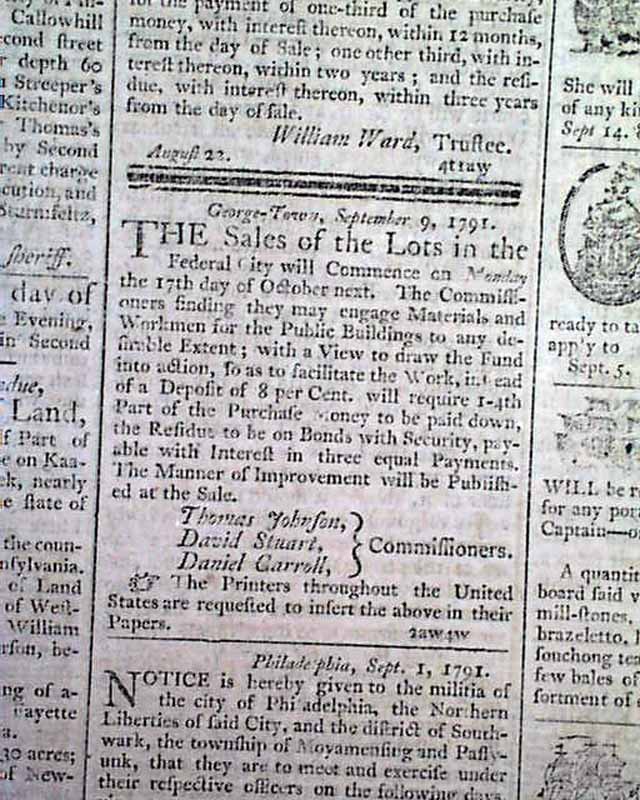 Callowhill
cond ſtreet
r depth 60
Streeper's
Kitchenor's
Thomas's
by Second
rent charge
cution, and
Sturmfeltz,
ſheriff.
day of
Evening,
in Second
Land,
if Part of
e on Kaa-
ek, nearly
e ſtate of
the coun-
nſylvania.
of Land
of Weſt-
William
rſon, be-
ng of a-
ayette
a.
30 acres;
of New-
for the payment of one-third of the purchaſe
money, with intereſt thereon, within 12 months,
from the day of Sale; one other third, with in-
tereſt thereon, within two years; and the reſi-
due, with intereſt thereon, within three years
from the day of ſale.
William Ward, Truſtee.
Auguſt 22. 4traw
George-Town, September 9, 1791.
THE Sales of the Lots in the
Federal City will Commence on Monday
the 17th day of October next. The Commiſſi-
oners finding they may engage Materials and
Workmen for the Public Buildings to any de-
ſirable Extent; with a View to draw the Fund
into action, ſo as to facilitate the Work, inſtead
of a Depoſit of 8 per Cent. will require 1-4th
Part of the Purchaſe Money to be paid down,
the Reſidue to be on Bonds with Security, pay-
able with Intereſt in three equal Payments.
The Manner of Improvement will be Publiſh-
ed at the Sale.
Thomas Johnſon,
David Stuart,
Daniel Carroll,
Commiſſioners.
The Printers throughout the United
States are requeſted to inſert the above in their
Papers. 2aw4w
Philadelphia, Sept. 1, 1791.
NOTICE is hereby given to the militia of
the city of Philadelphia, the Northern
Liberties of ſaid City, and the diſtrict of South-
wark, the townſhip of Moyamenſing and Paſſy-
unk, that they are to meet and exerciſe under
their reſpective officers on the following days
She will
of any kin
Sept 14.
ready to ta
app'y to
Sept. 5.
WILL be r
for any por
Captain—o
A quantit
board ſaid v
mill-ſtones,
brazeletto,
ſouchong tea
few bales of
ſortment of